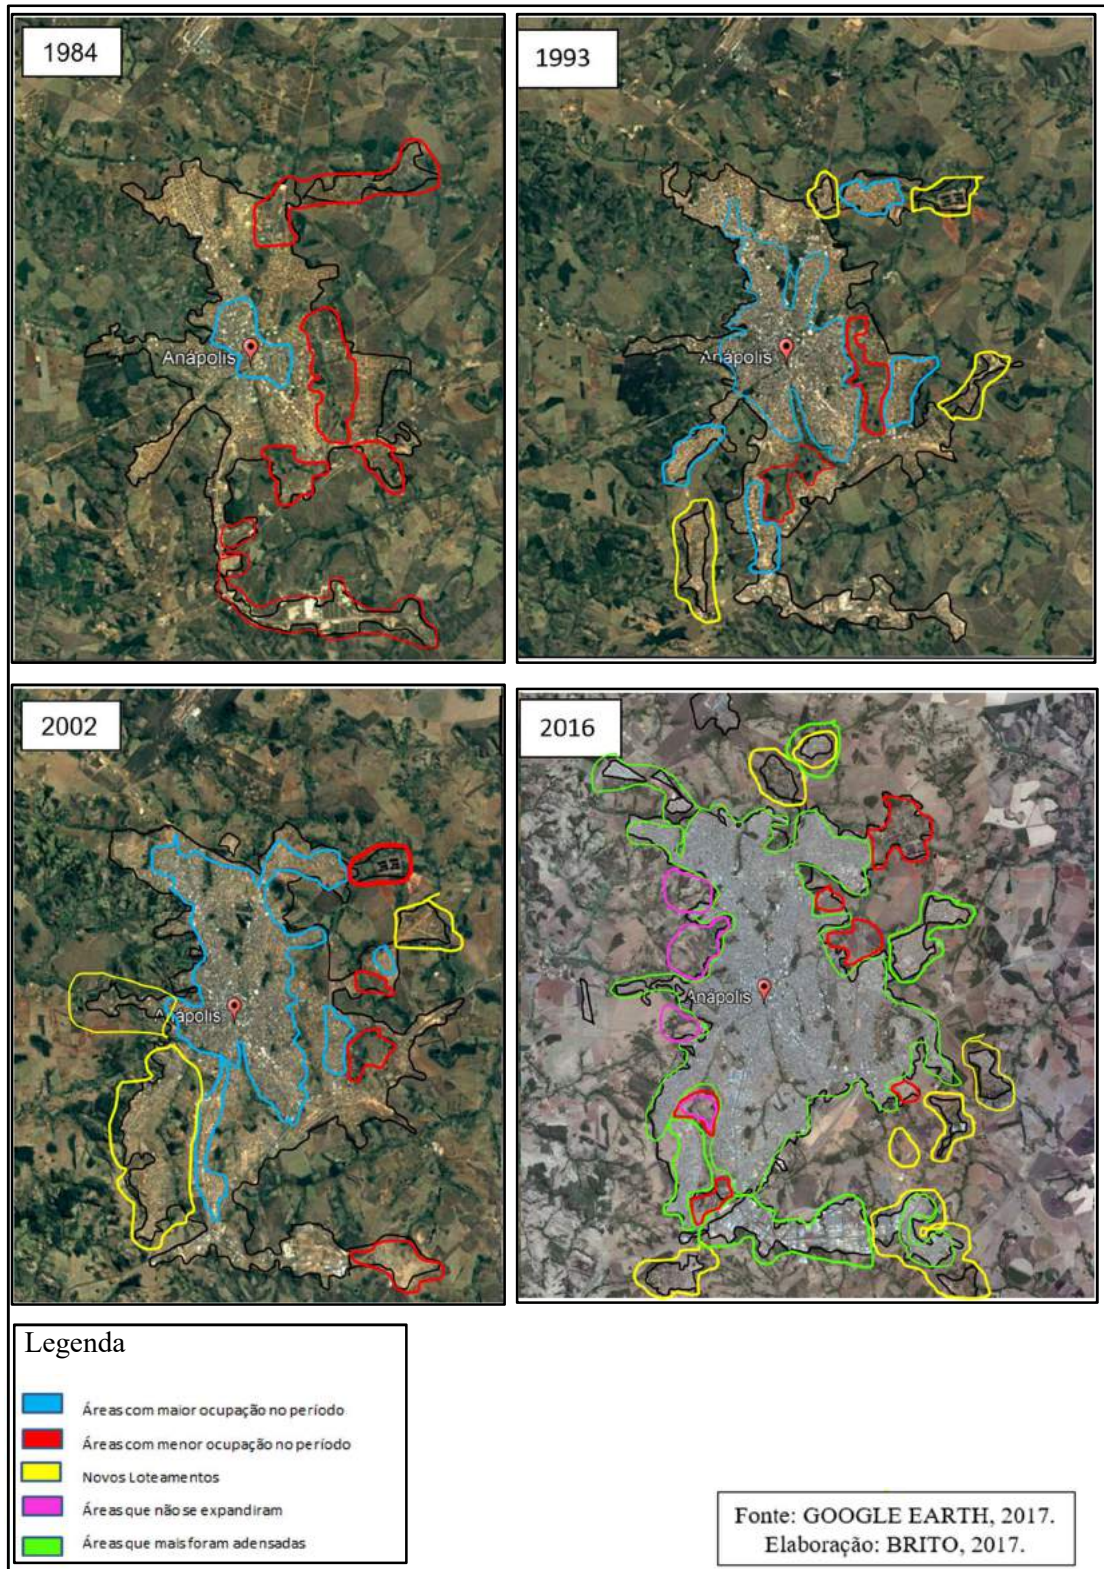 1984
1993
Anápolis
Anápolis
2002
2016
Anápolis
Anápolis
Legenda
Áreas com maior ocupação no período
Áreas com menor ocupação no período
Novos Loteamentos
Áreas que não se expandiram
Áreas que mais foram adensadas
Fonte: GOOGLE EARTH, 2017.
Elaboração: BRITO, 2017.